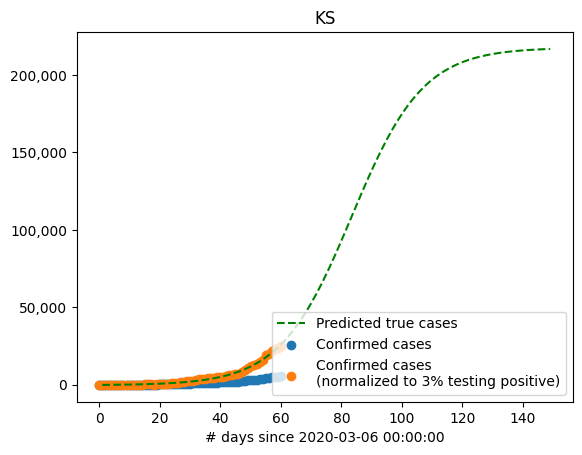 KS
200,000
150,000
100,000
50,000
0
Predicted true cases
Confirmed cases
Confirmed cases
(normalized to 3% testing positive)
0 20 40 60 80 100 120 140
# days since 2020-03-06 00:00:00